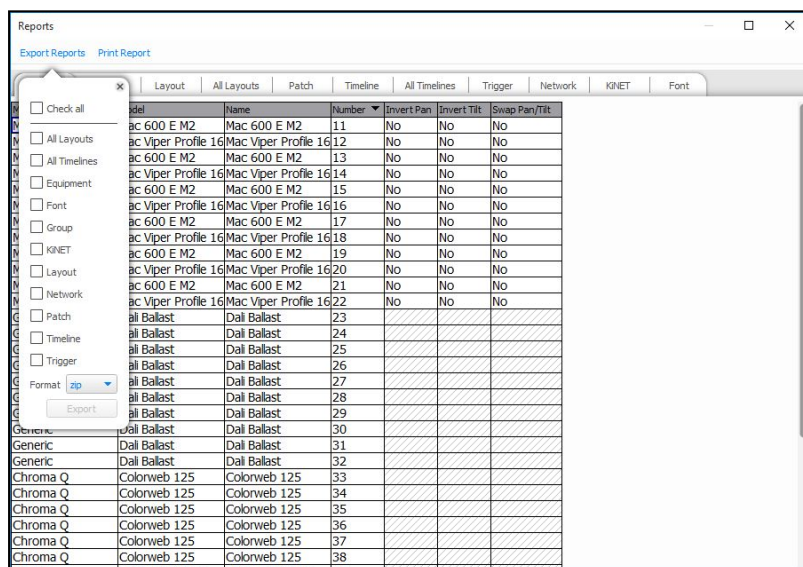 Reports
Export Reports Print Report
Layout All Layouts Patch Timeline All Timelines Trigger Network KiNET Font
Check all
All Layouts
All Timelines
Equipment
Font
Group
KiNET
Layout
Network
Patch
Timeline
Trigger
Format zip
Export
M odel Name Number Invert Pan Invert Tilt Swap Pan/Tilt
M ac 600 E M2 Mac 600 E M2 11 No No No
M ac Viper Profile 16 Mac Viper Profile 16 12 No No No
M ac 600 E M2 Mac 600 E M2 13 No No No
M ac Viper Profile 16 Mac Viper Profile 16 14 No No No
M ac 600 E M2 Mac 600 E M2 15 No No No
M ac Viper Profile 16 Mac Viper Profile 16 16 No No No
M ac 600 E M2 Mac 600 E M2 17 No No No
M ac Viper Profile 16 Mac Viper Profile 16 18 No No No
M ac 600 E M2 Mac 600 E M2 19 No No No
M ac Viper Profile 16 Mac Viper Profile 16 20 No No No
M ac 600 E M2 Mac 600 E M2 21 No No No
M ac Viper Profile 16 Mac Viper Profile 16 22 No No No
G ali Ballast Dali Ballast 23
G ali Ballast Dali Ballast 24
G ali Ballast Dali Ballast 25
G ali Ballast Dali Ballast 26
G ali Ballast Dali Ballast 27
G ali Ballast Dali Ballast 28
G ali Ballast Dali Ballast 29
Generic Dali Ballast Dali Ballast 30
Generic Dali Ballast Dali Ballast 31
Generic Dali Ballast Dali Ballast 32
Chroma Q Colorweb 125 Colorweb 125 33
Chroma Q Colorweb 125 Colorweb 125 34
Chroma Q Colorweb 125 Colorweb 125 35
Chroma Q Colorweb 125 Colorweb 125 36
Chroma Q Colorweb 125 Colorweb 125 37
Chroma Q Colorweb 125 Colorweb 125 38